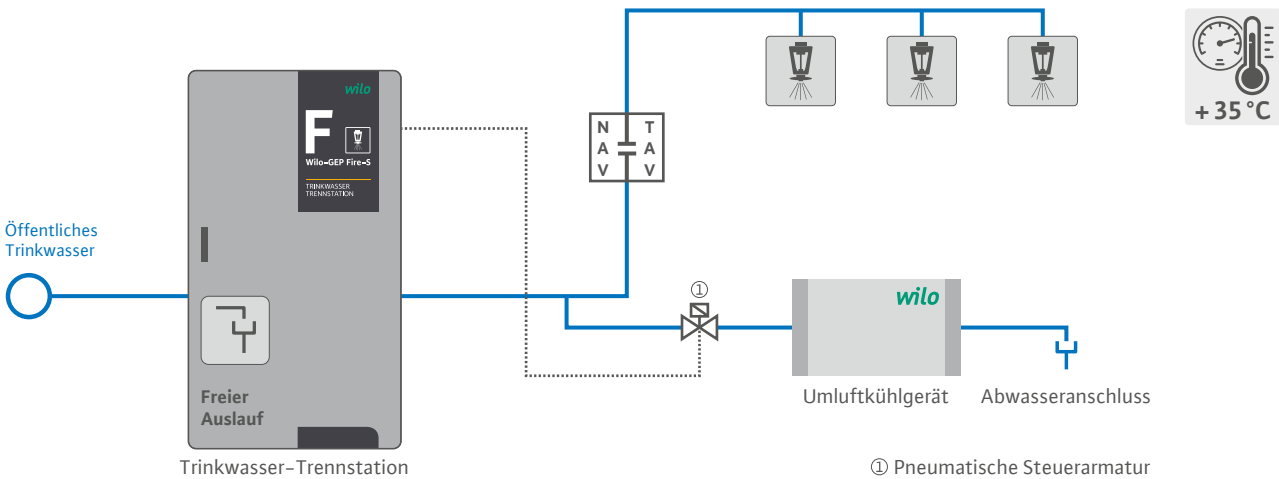 wilo
F
Wilo-GEP Fire-S
TRINKWASSER
TRENNSTATION
N T
A A
V V
+ 35 °C
Öffentliches
Trinkwasser
①
wilo
Freier
Auslauf
Umluftkühlgerät
Abwasseranschluss
Trinkwasser-Trennstation
① Pneumatische Steuerarmatur